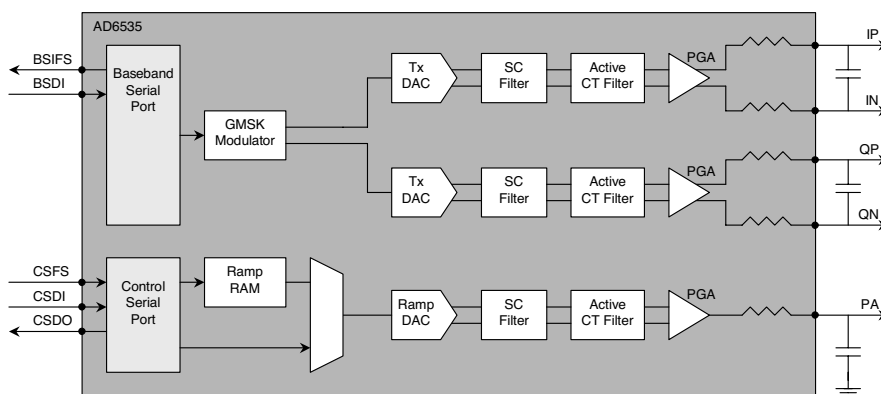 AD6535
BSIFS
BSDI
Baseband
Serial
Port
GMSK
Modulator
Tx
DAC
SC
Filter
Active
CT Filter
PGA
IP
IN
Tx
DAC
SC
Filter
Active
CT Filter
PGA
QP
QN
CSFS
CSDI
CSDO
Control
Serial
Port
Ramp
RAM
Ramp
DAC
SC
Filter
Active
CT Filter
PGA
PA